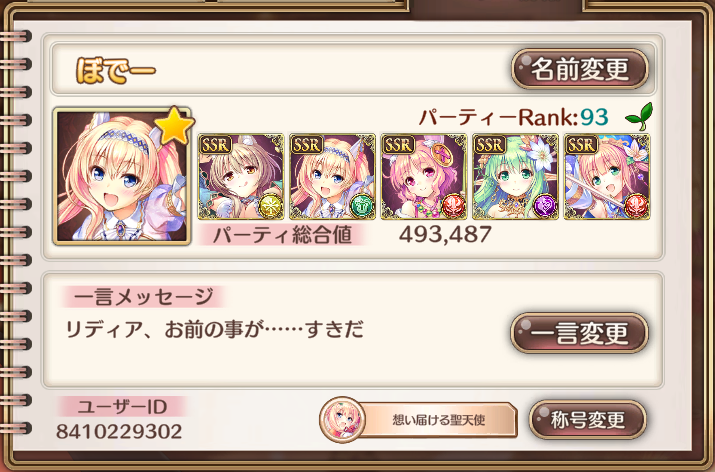 ぽでー
名前変更
パーティーRank:93
SSR SSR SSR SSR SSR
パーティ総合値 493,487
一言メッセージ
リディア、お前の事が……すきだ
一言変更
ユーザーID
8410229302
想い届ける聖天使
称号変更